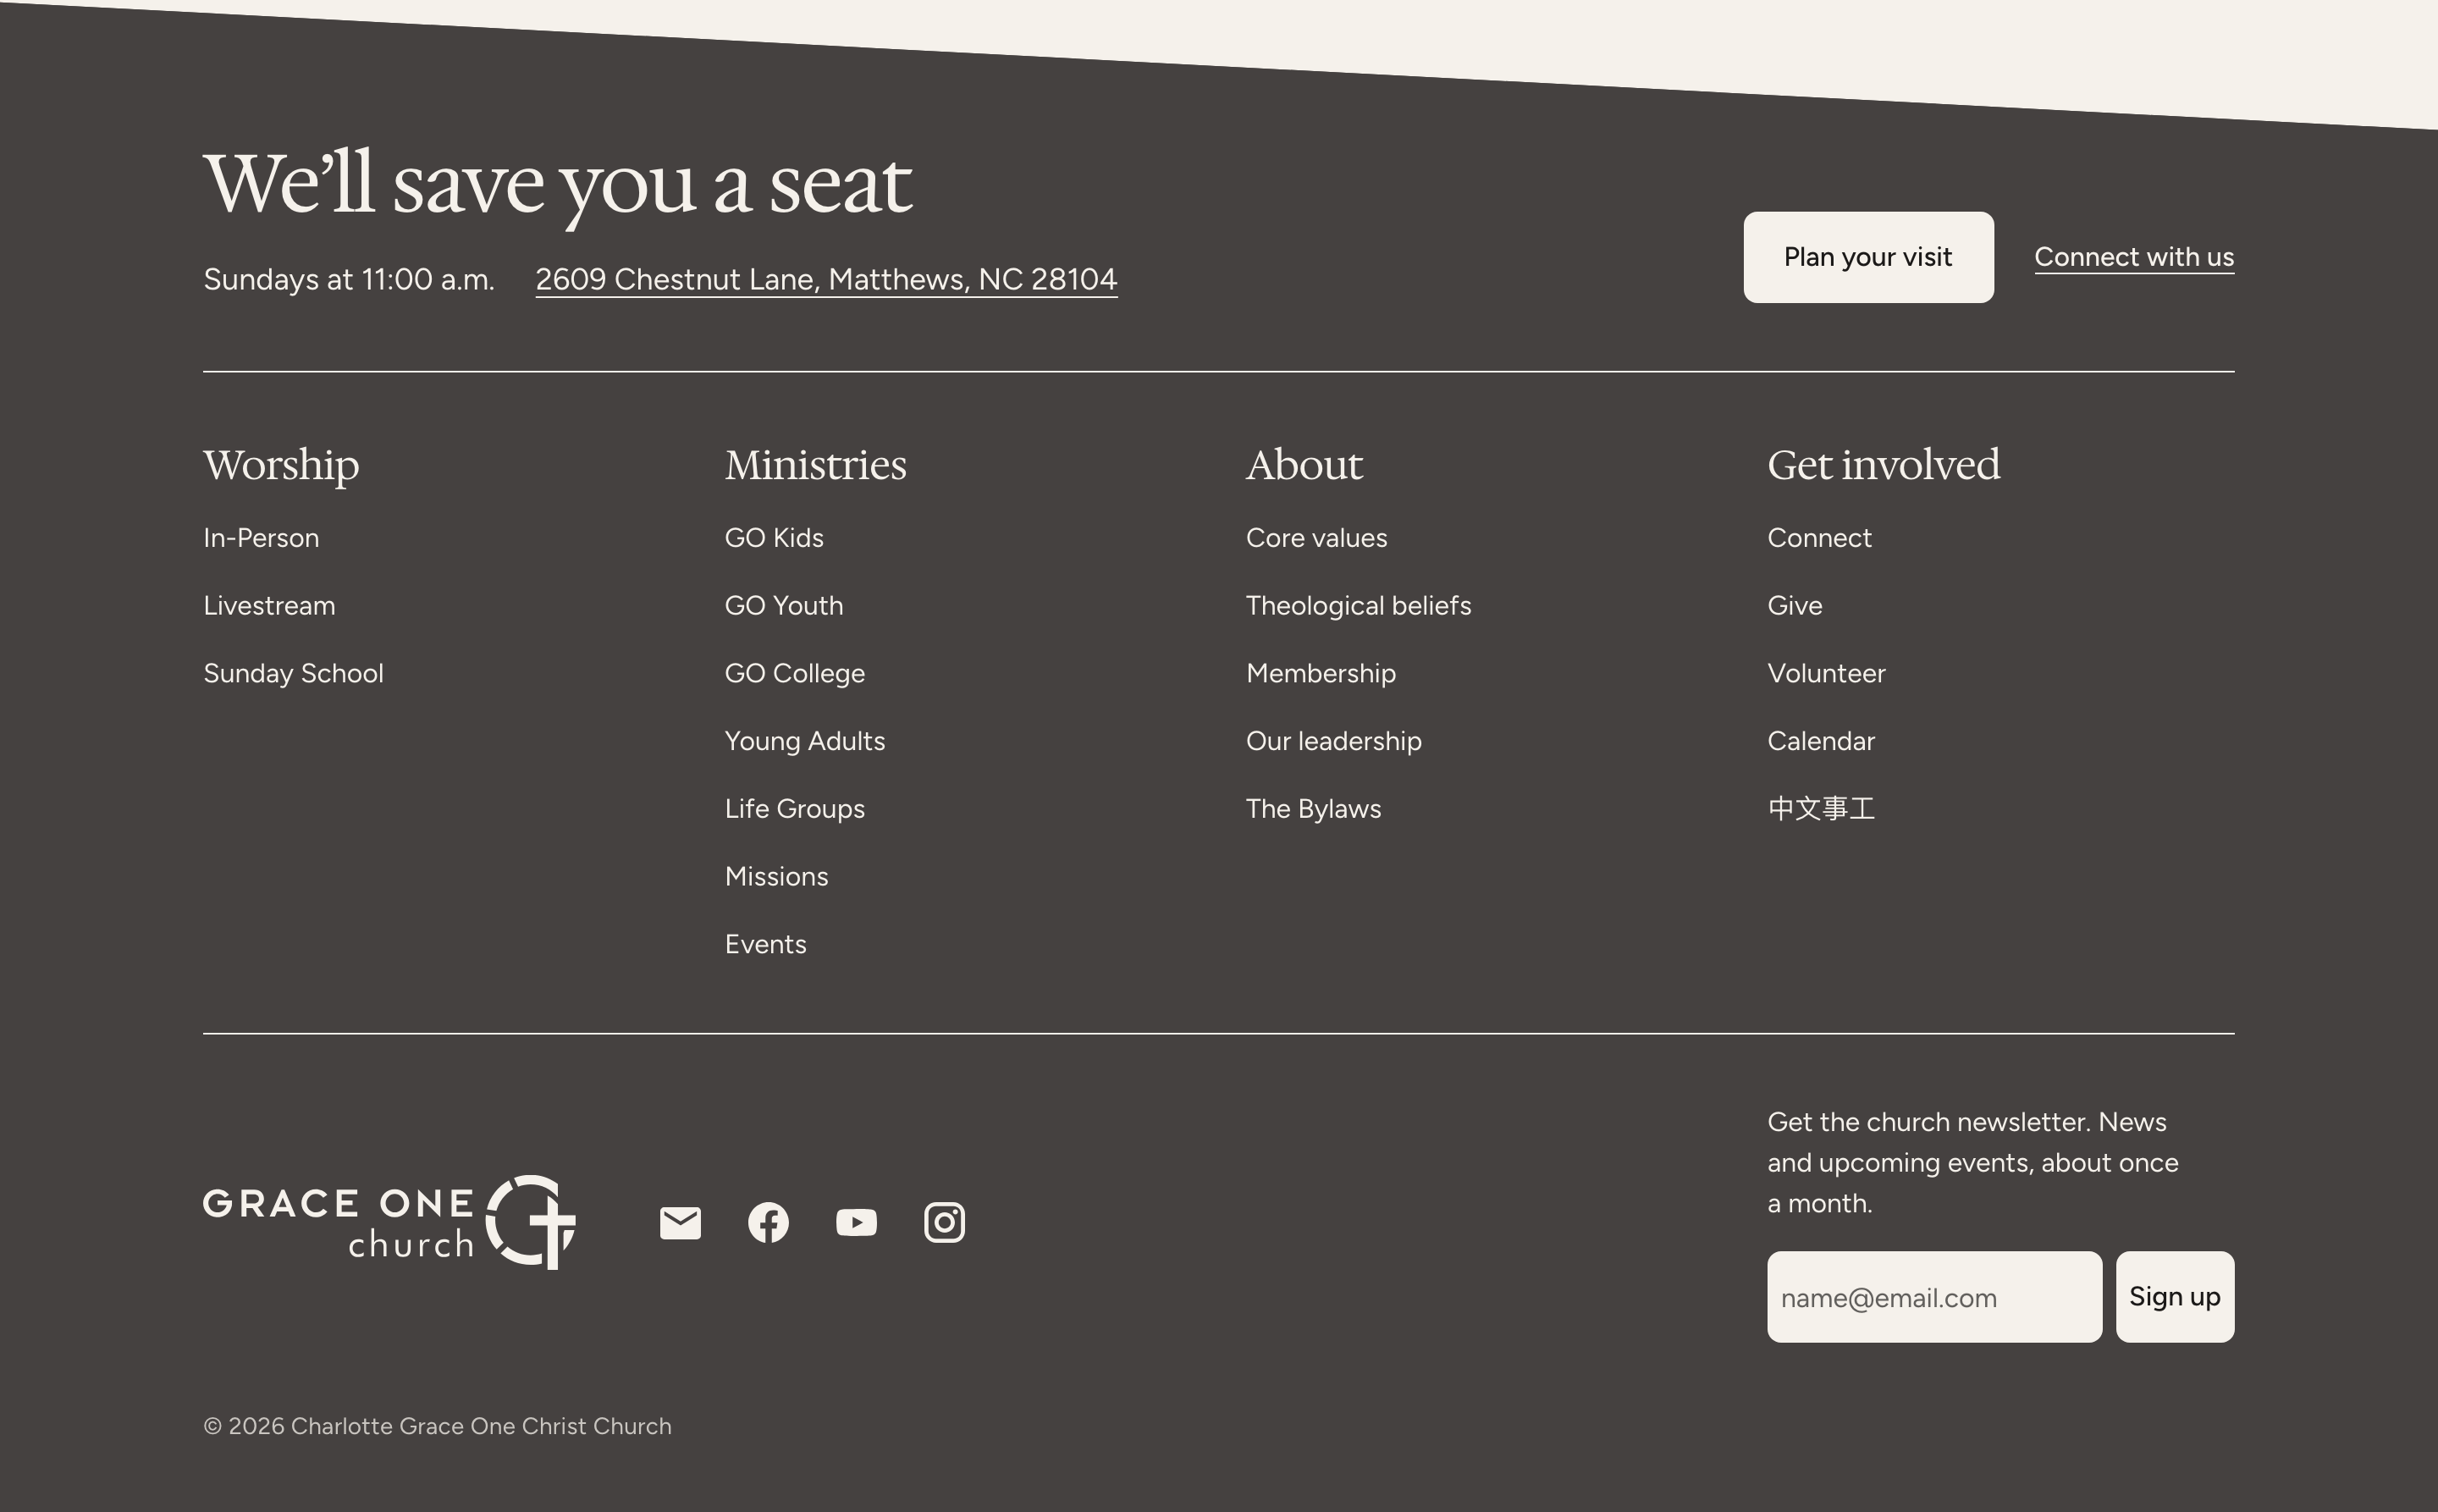 We’ll save you a seat
Sundays at 11:00 a.m. 2609 Chestnut Lane, Matthews, NC 28104
Plan your visit
Connect with us
Worship
In-Person
Livestream
Sunday School
Ministries
GO Kids
GO Youth
GO College
Young Adults
Life Groups
Missions
Events
About
Core values
Theological beliefs
Membership
Our leadership
The Bylaws
Get involved
Connect
Give
Volunteer
Calendar
中文事工
GRACE ONE
church
Get the church newsletter. News
and upcoming events, about once
a month.
name@email.com
Sign up
© 2026 Charlotte Grace One Christ Church